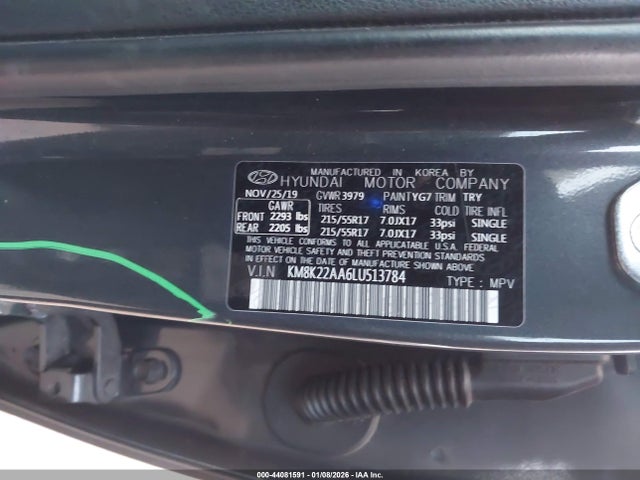 MANUFACTURED IN KOREA BY
HYUNDAI MOTOR COMPANY
NOV/25/19 GVWR 3979 PAINT YG7 TRIM TRY
GAWR TIRES RIMS COLD TIRE INFL
FRONT 2293 lbs 215/55R17 7.0JX17 33psi SINGLE
REAR 2205 lbs 215/55R17 7.0JX17 33psi SINGLE
THIS VEHICLE CONFORMS TO ALL APPLICABLE U.S.A. FEDERAL
MOTOR VEHICLE SAFETY AND THEFT PREVENTION STANDARDS
IN EFFECT ON THE DATE OF MANUFACTURE SHOWN ABOVE.
V.I.N KM8K22AA6LU513784 TYPE : MPV
000-44081591 - 01/08/2026 - IAA Inc.